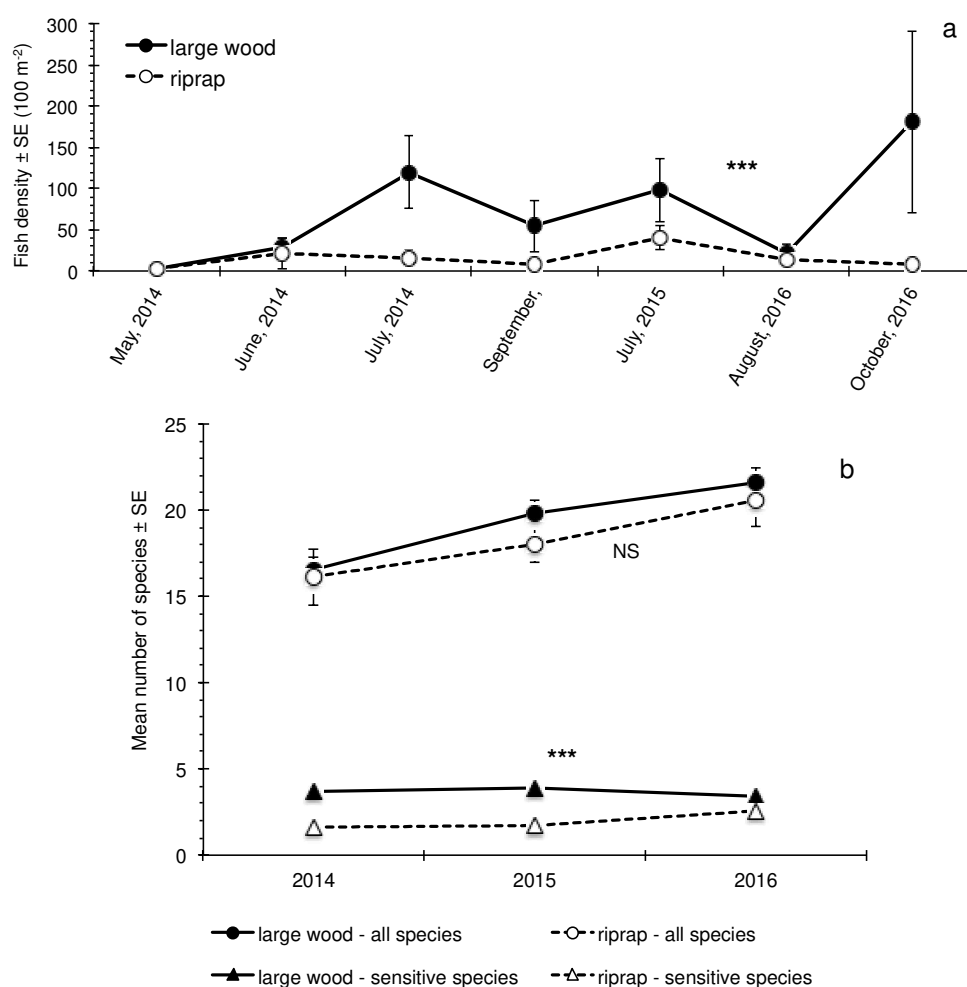 a
Fish density ± SE (100 m⁻²)
300
250
200
150
100
50
0
large wood
riprap
***
May, 2014
June, 2014
July, 2014
September,
July, 2015
August, 2016
October, 2016
b
Mean number of species ± SE
25
20
15
10
5
0
NS
***
2014
2015
2016
large wood - all species
riprap - all species
large wood - sensitive species
riprap - sensitive species